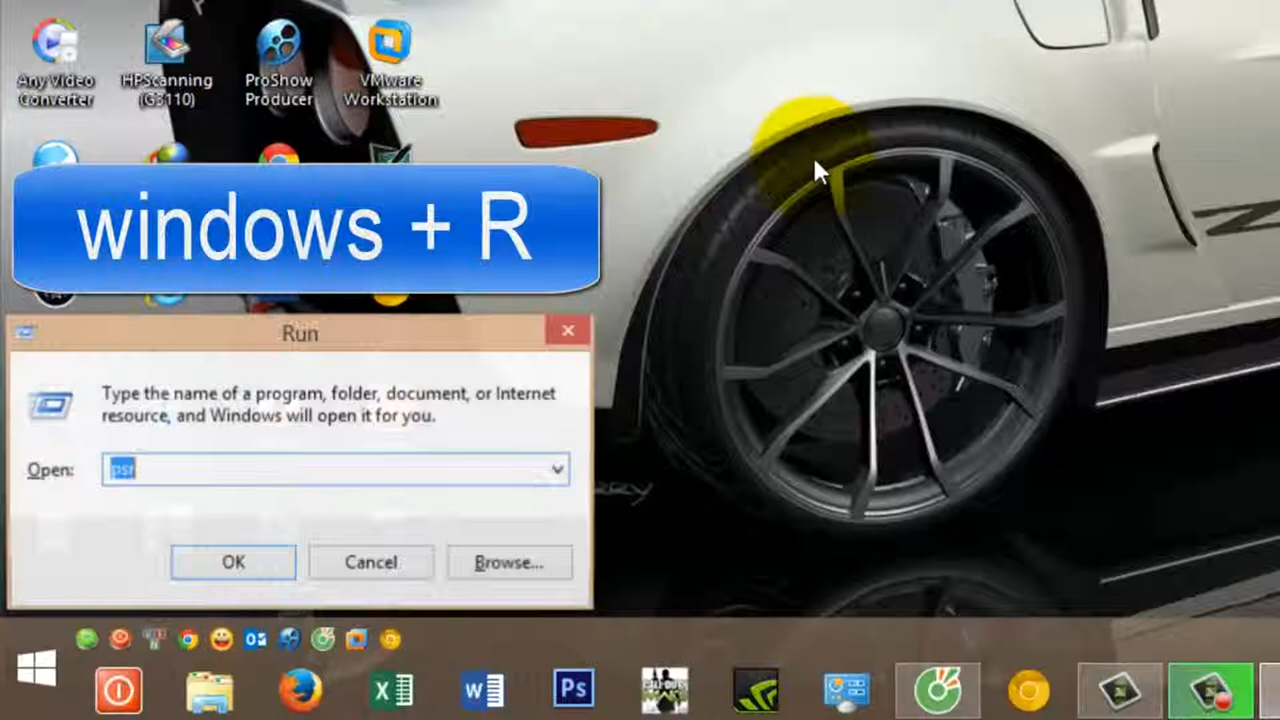 Any Video
Converter
HPScanning
(G3110)
ProShow
Producer
VMware
Workstation
windows + R
Run
Type the name of a program, folder, document, or Internet
resource, and Windows will open it for you.
Open:
psr
OK
Cancel
Browse...
X
W
Ps